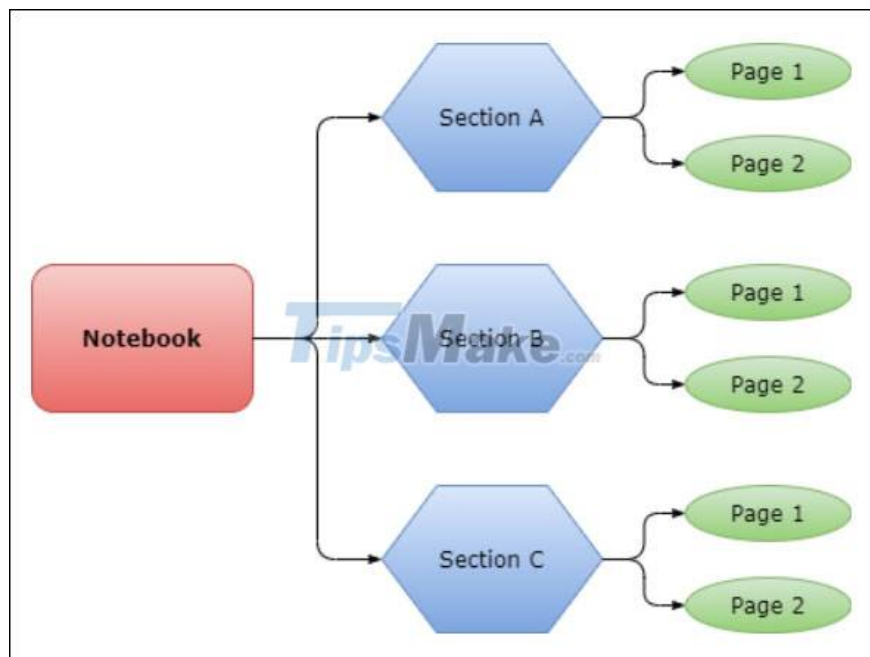 Section A
Page 1
Page 2
Notebook
TipsMake.com
Section B
Page 1
Page 2
Section C
Page 1
Page 2